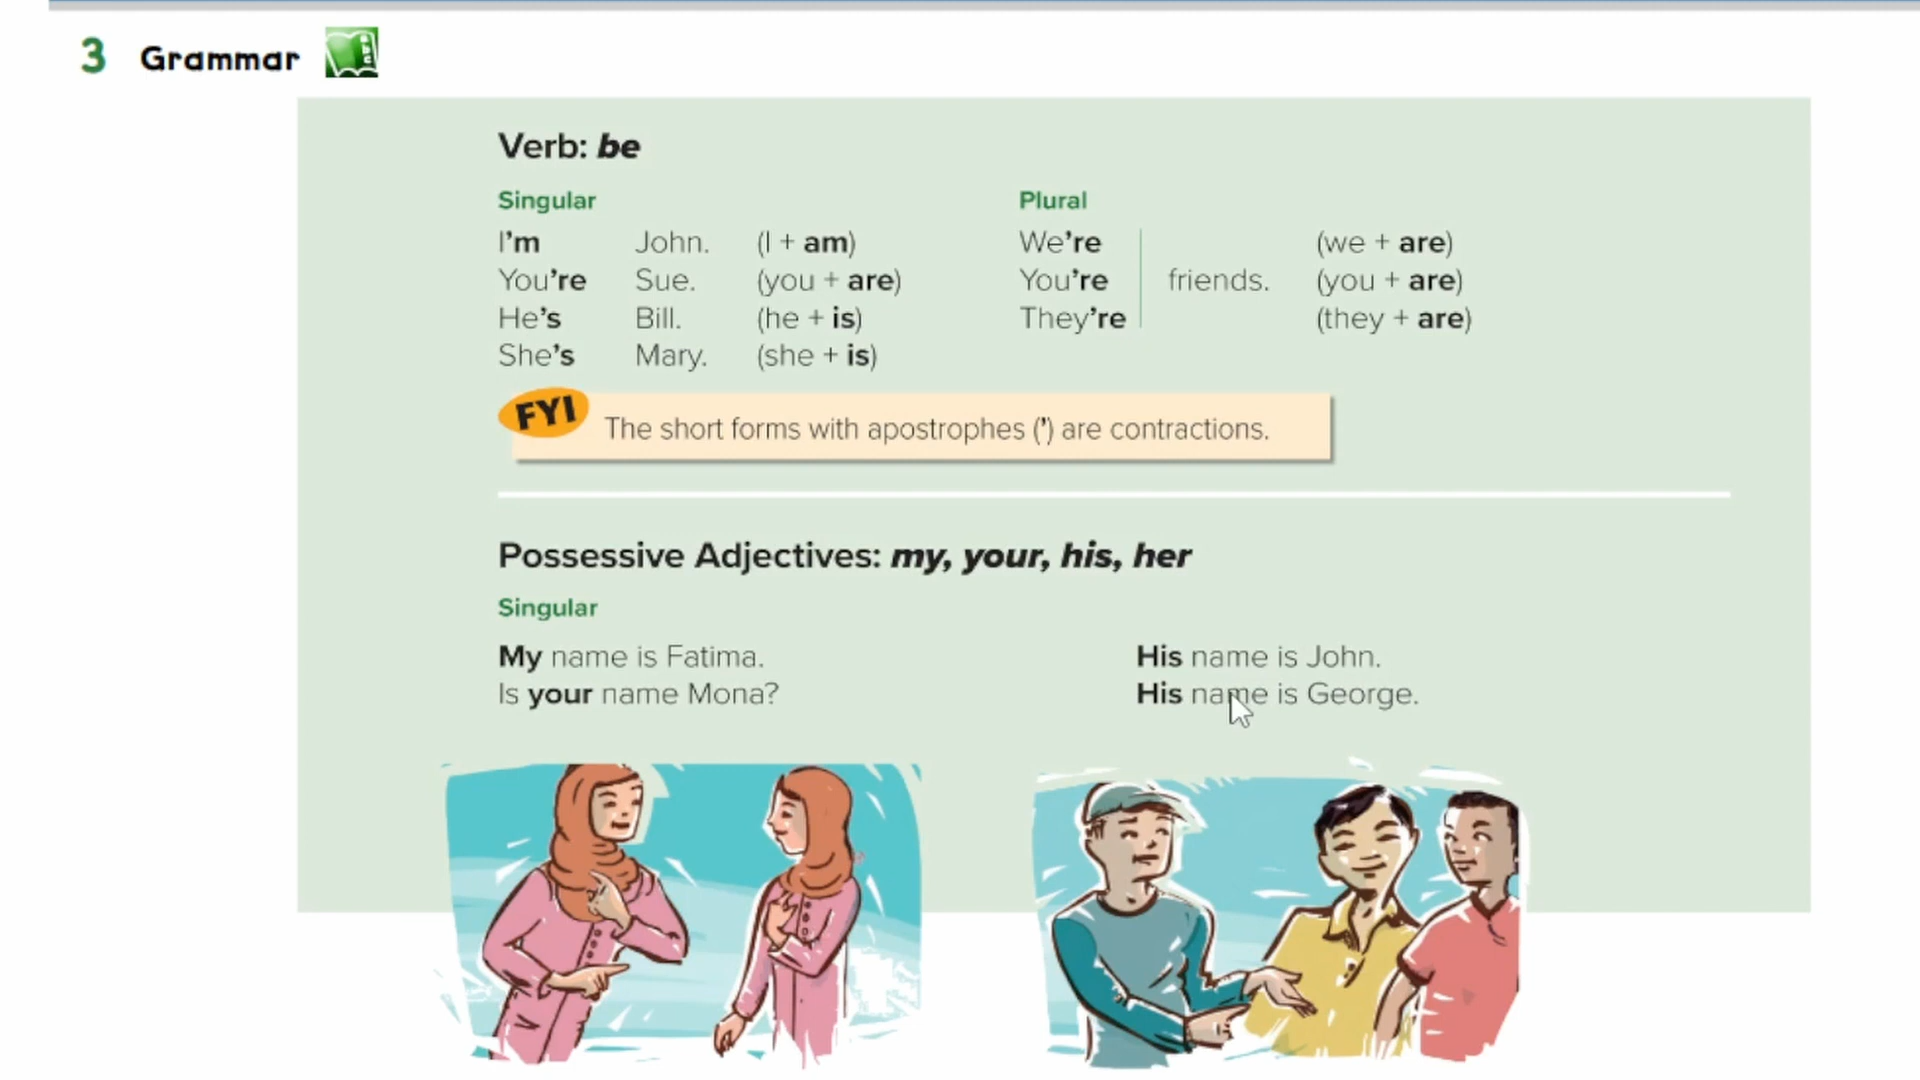 3 Grammar
Verb: be
Singular
I'm John. (I + am)
You're Sue. (you + are)
He's Bill. (he + is)
She's Mary. (she + is)
Plural
We're (we + are)
You're friends. (you + are)
They're (they + are)
FYI The short forms with apostrophes (') are contractions.
Possessive Adjectives: my, your, his, her
Singular
My name is Fatima.
Is your name Mona?
His name is John.
His name is George.